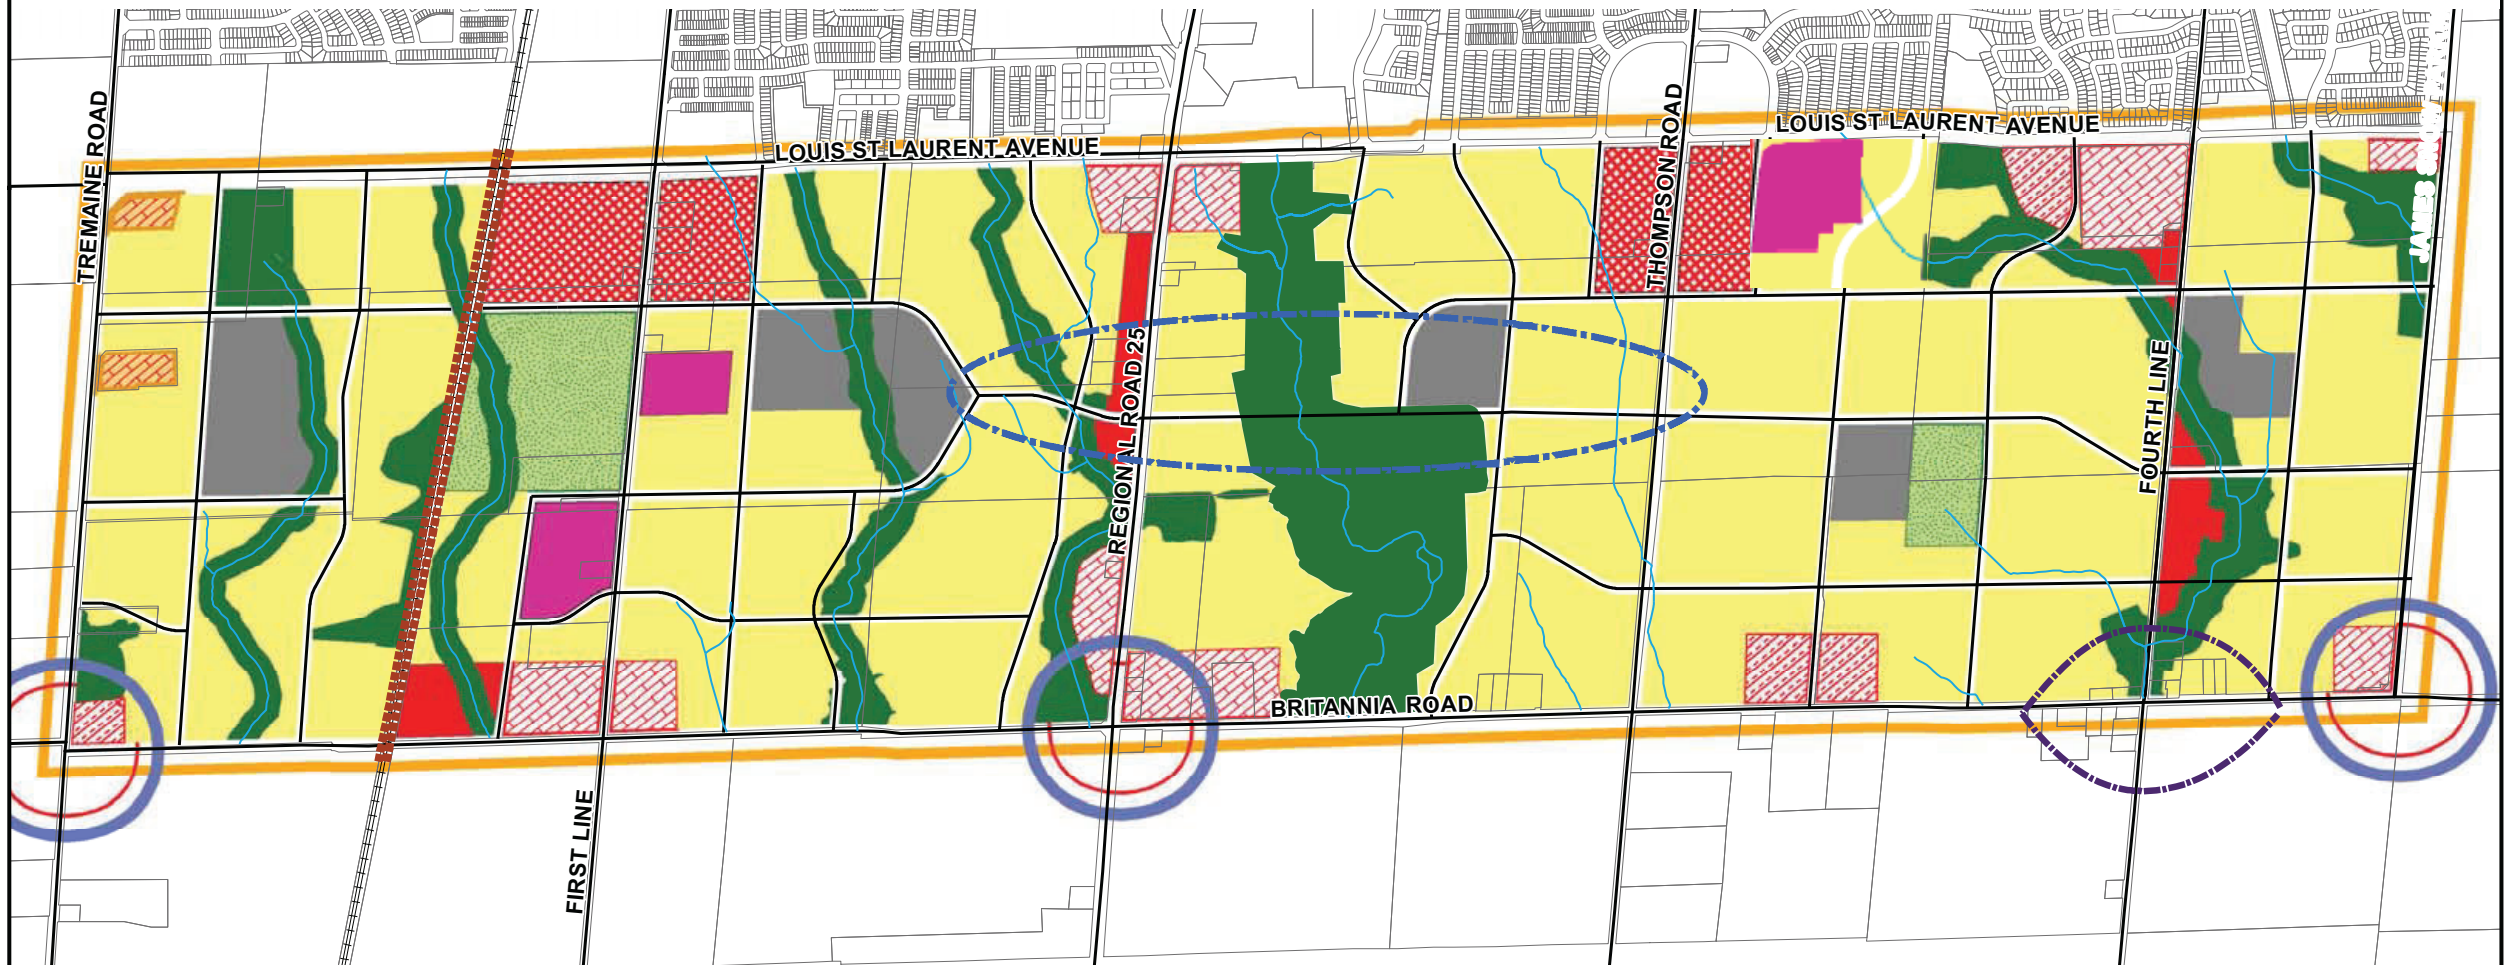 TREMAINE ROAD
LOUIS ST LAURENT AVENUE
THOMPSON ROAD
LOUIS ST LAURENT AVENUE
REGIONAL ROAD 25
FOURTH LINE
BRITANNIA ROAD
FIRST LINE